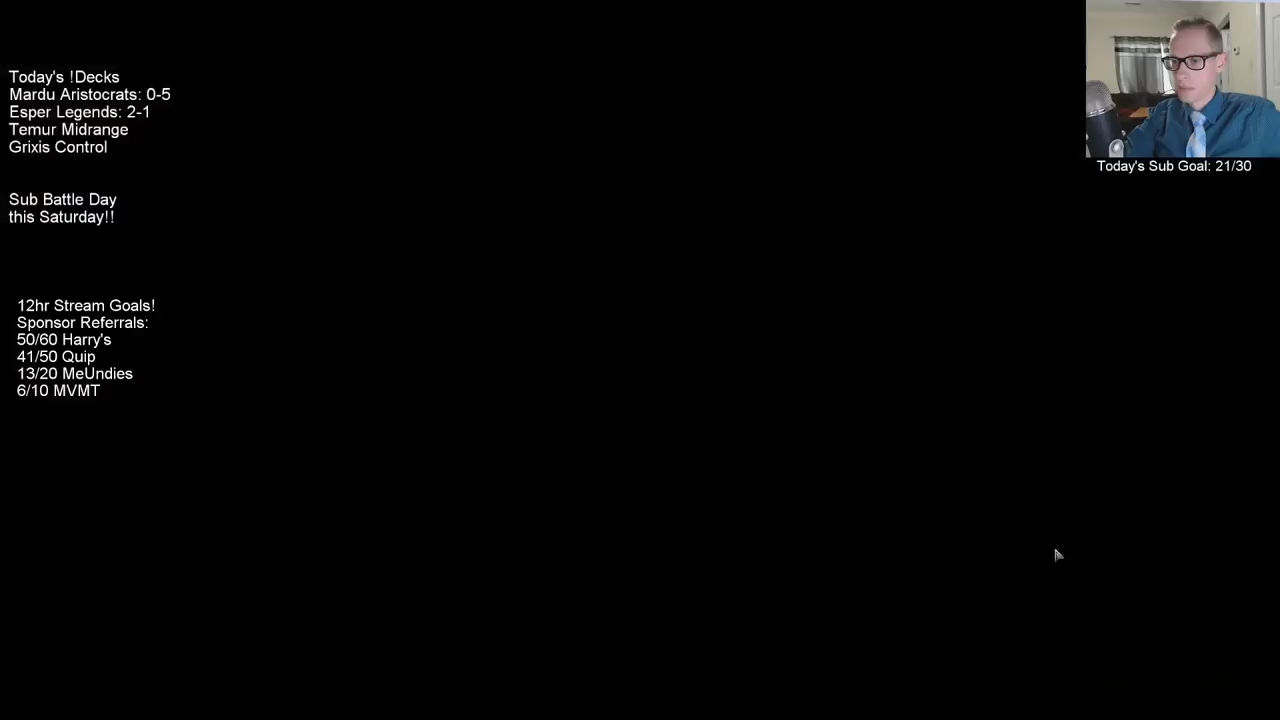 Today's !Decks
Mardu Aristocrats: 0-5
Esper Legends: 2-1
Temur Midrange
Grixis Control
Sub Battle Day
this Saturday!!
12hr Stream Goals!
Sponsor Referrals:
50/60 Harry's
41/50 Quip
13/20 MeUndies
6/10 MVMT
Today's Sub Goal: 21/30